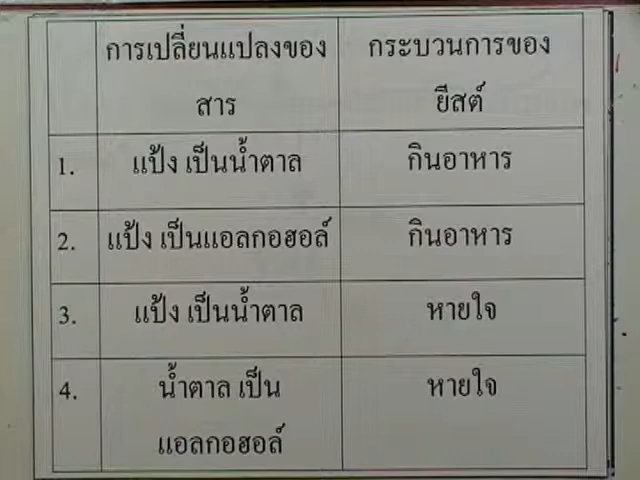 การเปลี่ยนแปลงของ กระบวนการของ
สาร ยีสต์
1. แป้ง เป็นน้ำตาล กินอาหาร
2. แป้ง เป็นแอลกอฮอล์ กินอาหาร
3. แป้ง เป็นน้ำตาล หายใจ
4. น้ำตาล เป็น หายใจ
แอลกอฮอล์